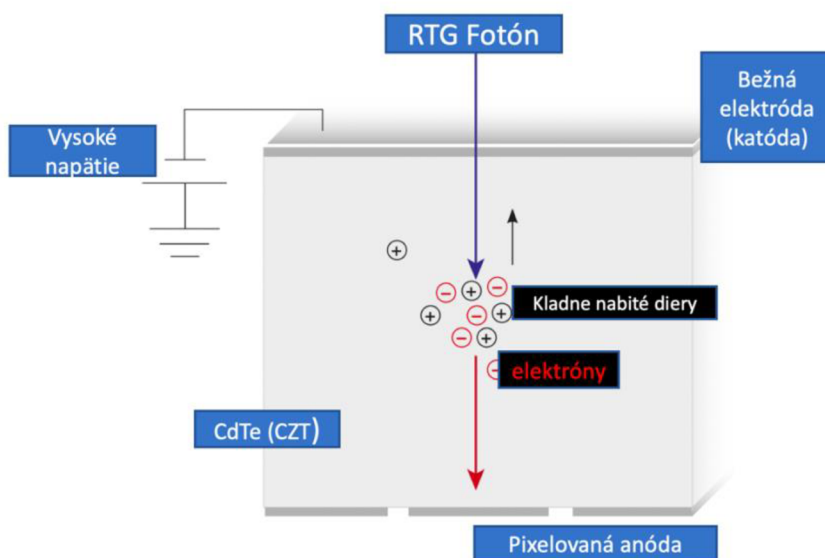 RTG Fotón
Bežná
elektróda
(katóda)
Vysoké
napätie
Kladne nabité diery
elektróny
CdTe (CZT)
Pixelovaná anóda